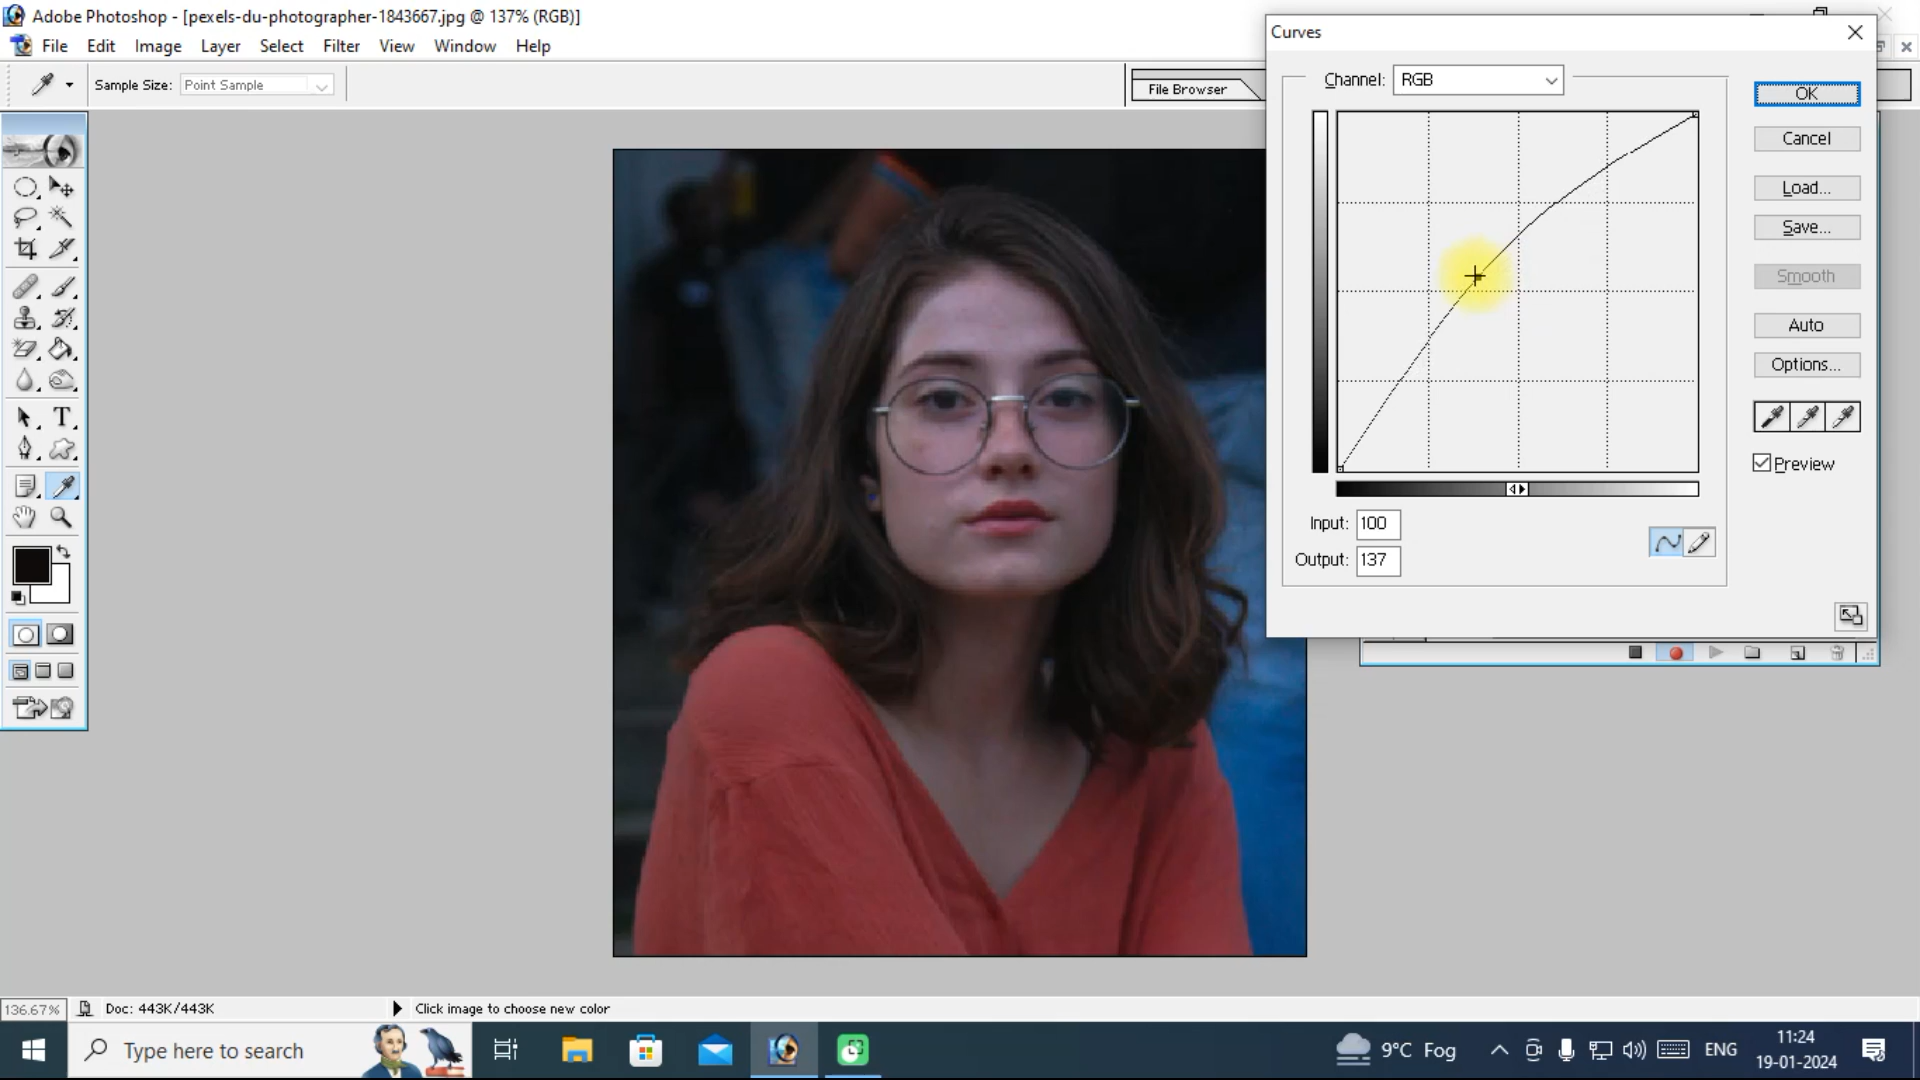 Adobe Photoshop - [pexels-du-photographer-1843667.jpg @ 137% (RGB)]
File Edit Image Layer Select Filter View Window Help
Sample Size: Point Sample
File Browser
Curves
Channel: RGB
OK
Cancel
Load...
Save...
Smooth
Auto
Options...
Preview
Input: 100
Output: 137
T
136.67% Doc: 443K/443K Click image to choose new color
Type here to search
9°C Fog
ENG
11:24
19-01-2024